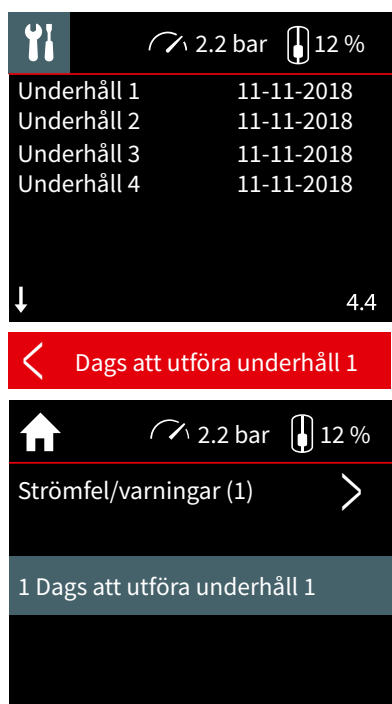 2.2 bar 12 %
Underhåll 1 11-11-2018
Underhåll 2 11-11-2018
Underhåll 3 11-11-2018
Underhåll 4 11-11-2018
4.4
Dags att utföra underhåll 1
2.2 bar 12 %
Strömfel/varningar (1)
1 Dags att utföra underhåll 1